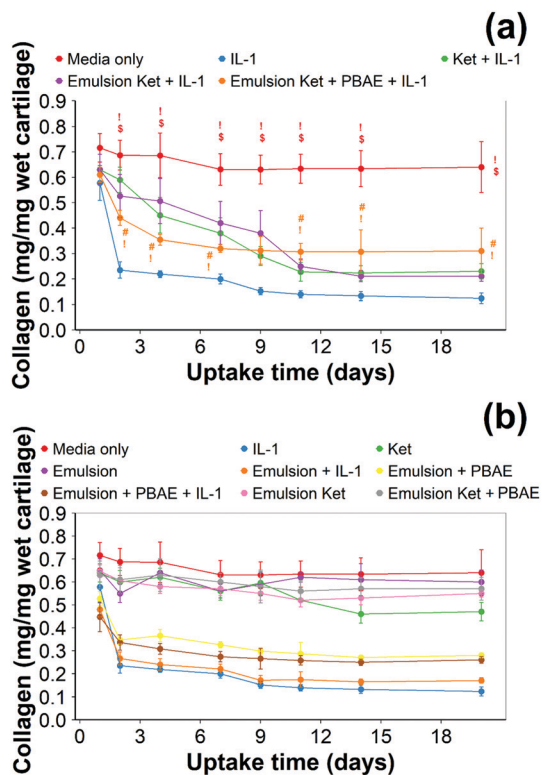 (a)
Media only IL-1 Ket + IL-1
Emulsion Ket + IL-1 Emulsion Ket + PBAE + IL-1
Collagen (mg/mg wet cartilage)
0.9
0.8
0.7
0.6
0.5
0.4
0.3
0.2
0.1
0.0
! ! ! ! ! ! !
$ $ $ $ $ $ $
# # # # # #
! ! ! ! ! !
0 3 6 9 12 15 18
Uptake time (days)
(b)
Media only IL-1 Ket
Emulsion Emulsion + IL-1 Emulsion + PBAE
Emulsion + PBAE + IL-1 Emulsion Ket Emulsion Ket + PBAE
Collagen (mg/mg wet cartilage)
0.9
0.8
0.7
0.6
0.5
0.4
0.3
0.2
0.1
0.0
0 3 6 9 12 15 18
Uptake time (days)